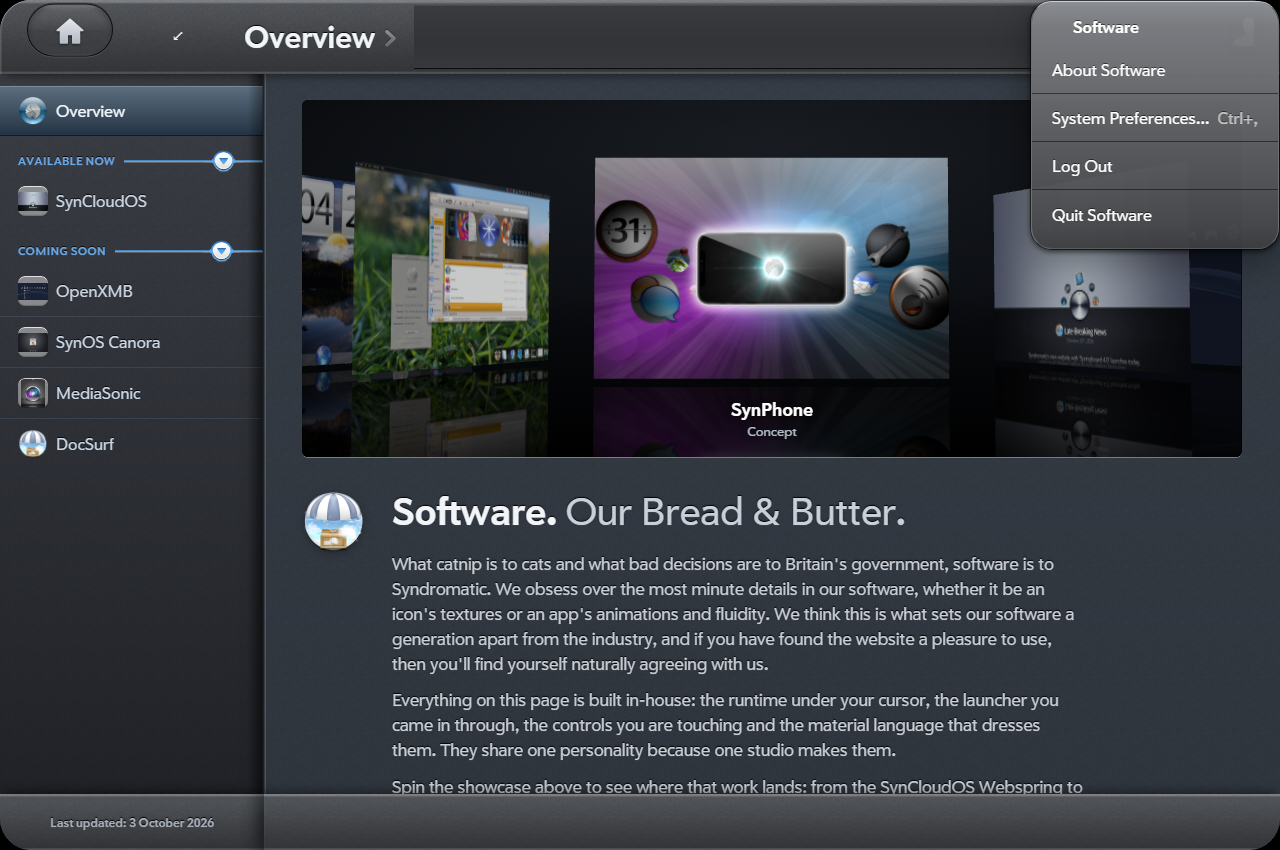 Overview
Software
About Software
System Preferences... Ctrl+,
Log Out
Quit Software
Overview
AVAILABLE NOW
SynCloudOS
COMING SOON
OpenXMB
SynOS Canora
MediaSonic
DocSurf
04
31
Late Breaking News
SynPhone
Concept
Software. Our Bread & Butter.
What catnip is to cats and what bad decisions are to Britain's government, software is to
Syndromatic. We obsess over the most minute details in our software, whether it be an
icon's textures or an app's animations and fluidity. We think this is what sets our software a
generation apart from the industry, and if you have found the website a pleasure to use,
then you'll find yourself naturally agreeing with us.
Everything on this page is built in-house: the runtime under your cursor, the launcher you
came in through, the controls you are touching and the material language that dresses
them. They share one personality because one studio makes them.
Spin the showcase above to see where that work lands: from the SynCloudOS Webspring to
Last updated: 3 October 2026